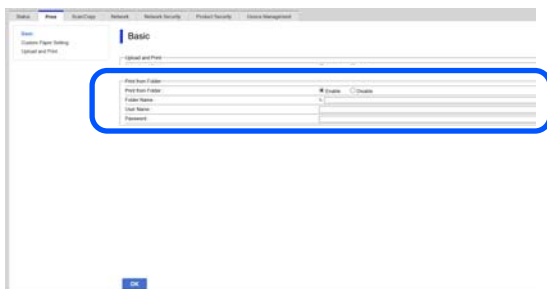 Status Print Scan/Copy Network Network Security Product Security Device Management
Basic
Custom Paper Setting
Upload and Print
Basic
Upload and Print
Print from Folder
Print from Folder Enable Disable
Folder Name
User Name
Password
OK